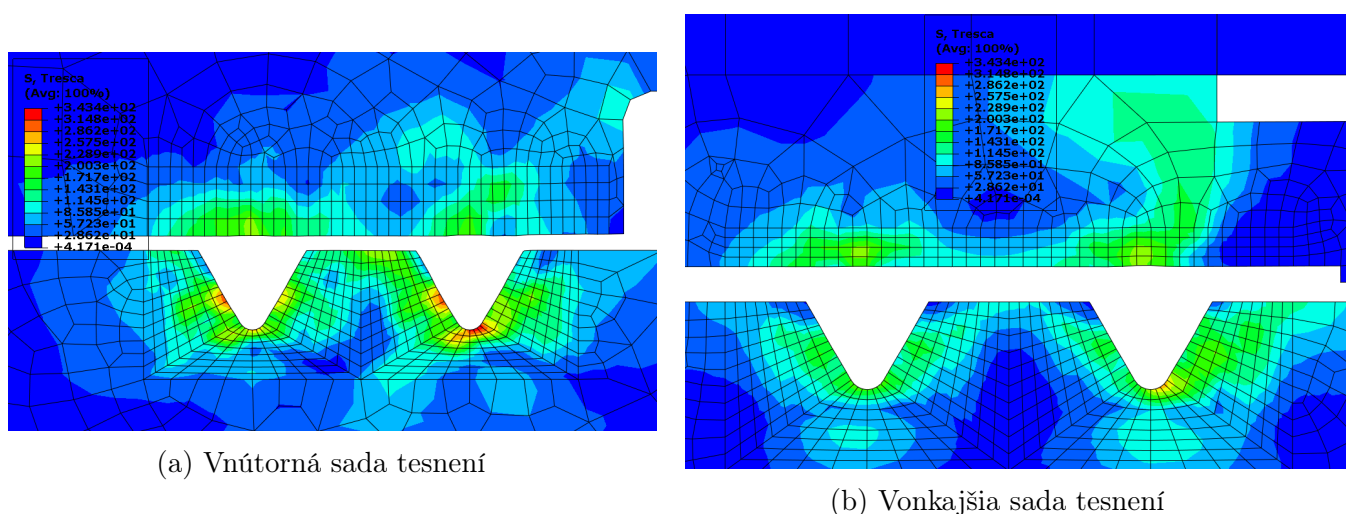 S, Tresca
(Avg: 100%)
+3.434e+02
+3.148e+02
+2.862e+02
+2.575e+02
+2.289e+02
+2.003e+02
+1.717e+02
+1.431e+02
+1.145e+02
+8.585e+01
+5.723e+01
+2.862e+01
+4.171e-04
(a) Vnútorná sada tesnení
S, Tresca
(Avg: 100%)
+3.434e+02
+3.148e+02
+2.862e+02
+2.575e+02
+2.289e+02
+2.003e+02
+1.717e+02
+1.431e+02
+1.145e+02
+8.585e+01
+5.723e+01
+2.862e+01
+4.171e-04
(b) Vonkajšia sada tesnení